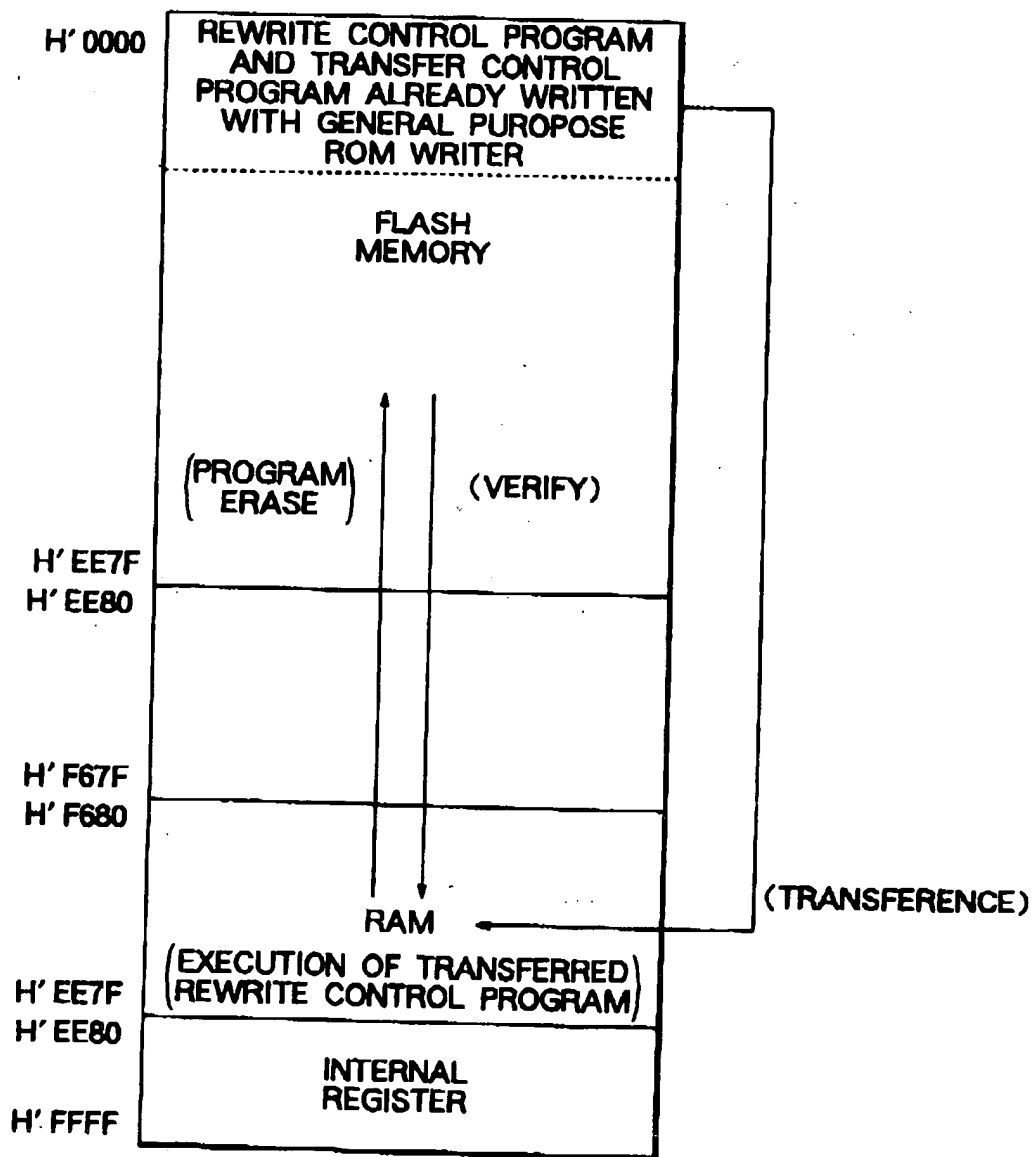 H' 0000
REWRITE CONTROL PROGRAM
AND TRANSFER CONTROL
PROGRAM ALREADY WRITTEN
WITH GENERAL PUROPOSE
ROM WRITER
FLASH
MEMORY
(PROGRAM
ERASE)
(VERIFY)
H' EE7F
H' EE80
H' F67F
H' F680
RAM
(TRANSFERENCE)
(EXECUTION OF TRANSFERRED
REWRITE CONTROL PROGRAM)
H' EE7F
H' EE80
INTERNAL
REGISTER
H' FFFF